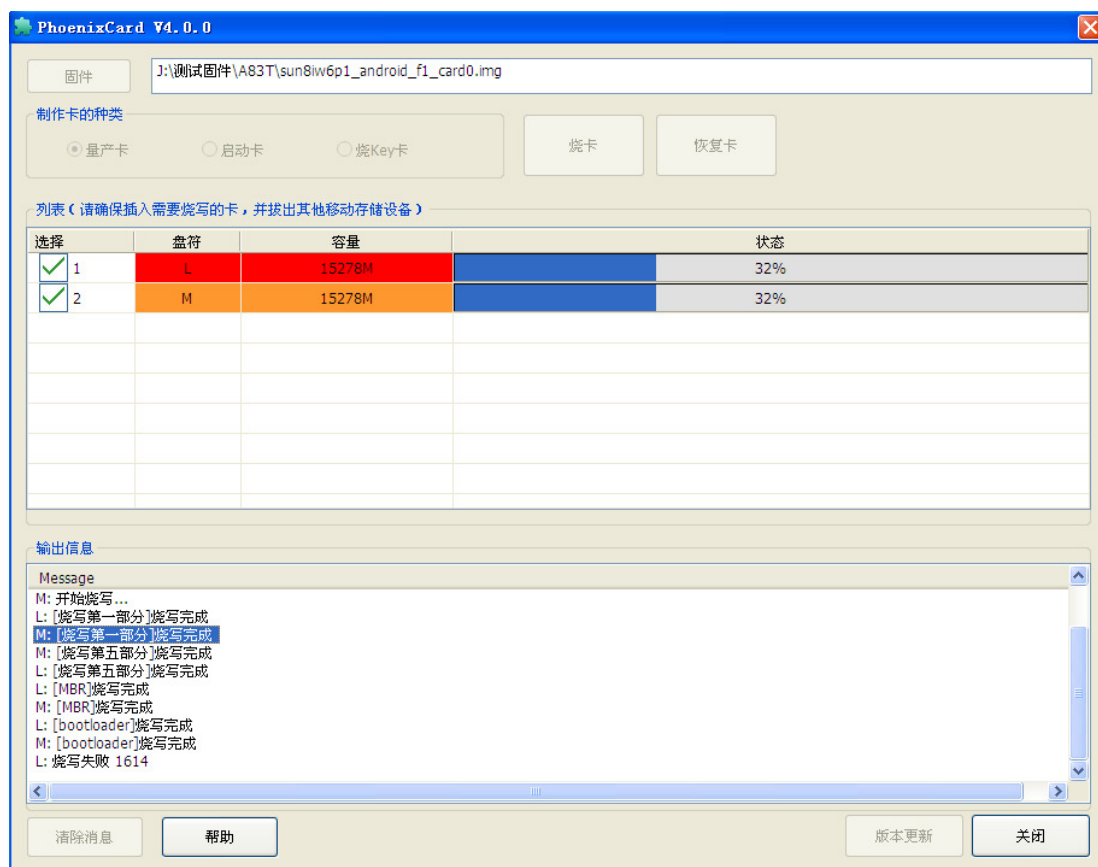 PhoenixCard V4.0.0
固件 J:\测试固件\A83T\sun8iw6p1_android_f1_card0.img
制作卡的种类
量产卡 启动卡 烧Key卡 烧卡 恢复卡
列表(请确保插入需要烧写的卡,并拔出其他移动存储设备)
选择 盘符 容量 状态
1 L 15278M 32%
2 M 15278M 32%
输出信息
Message
M: 开始烧写...
L: [烧写第一部分]烧写完成
M: [烧写第一部分]烧写完成
M: [烧写第五部分]烧写完成
L: [烧写第五部分]烧写完成
L: [MBR]烧写完成
M: [MBR]烧写完成
L: [bootloader]烧写完成
M: [bootloader]烧写完成
L: 烧写失败 1614
清除消息 帮助 版本更新 关闭